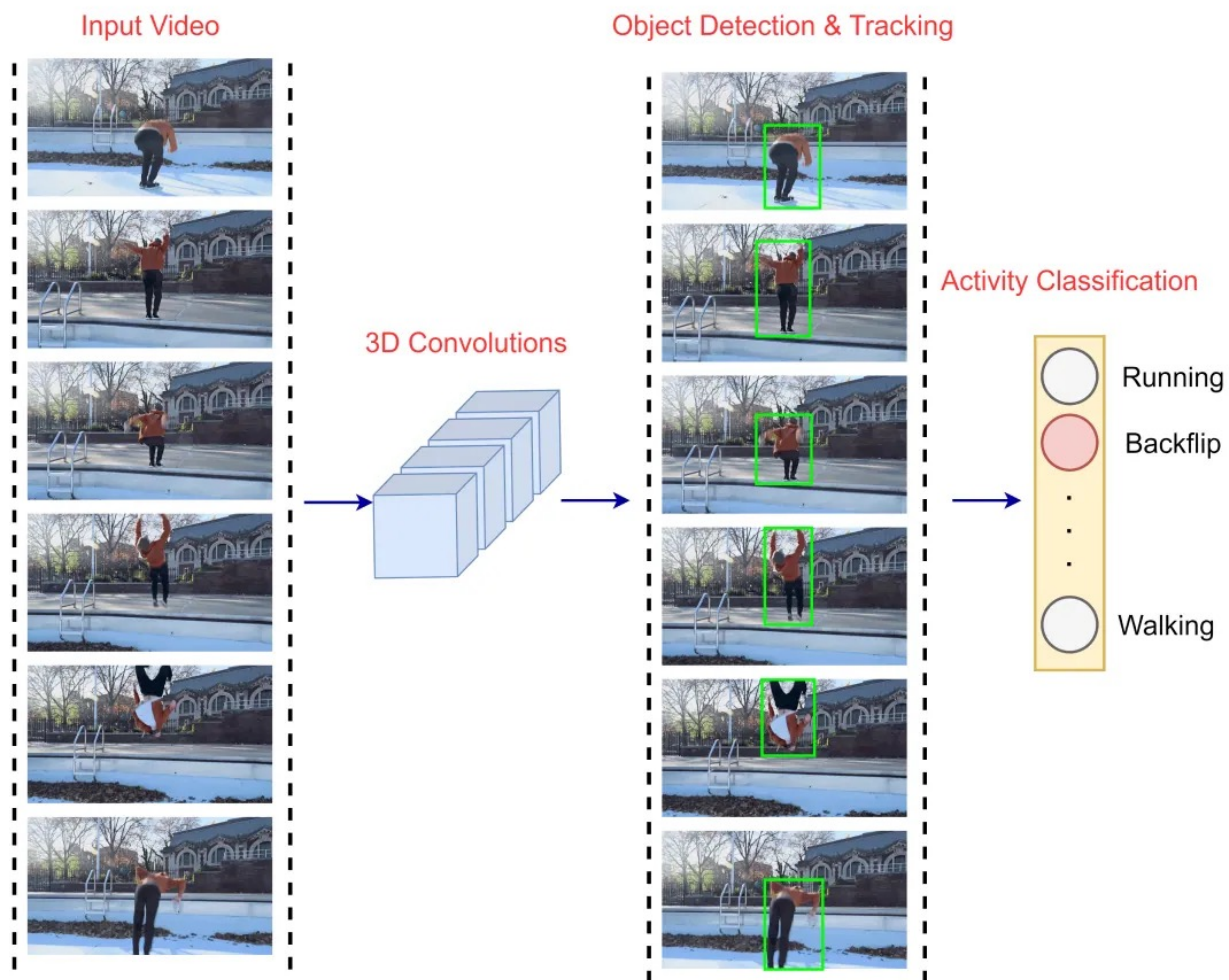 Input Video
Object Detection & Tracking
3D Convolutions
Activity Classification
Running
Backflip
Walking